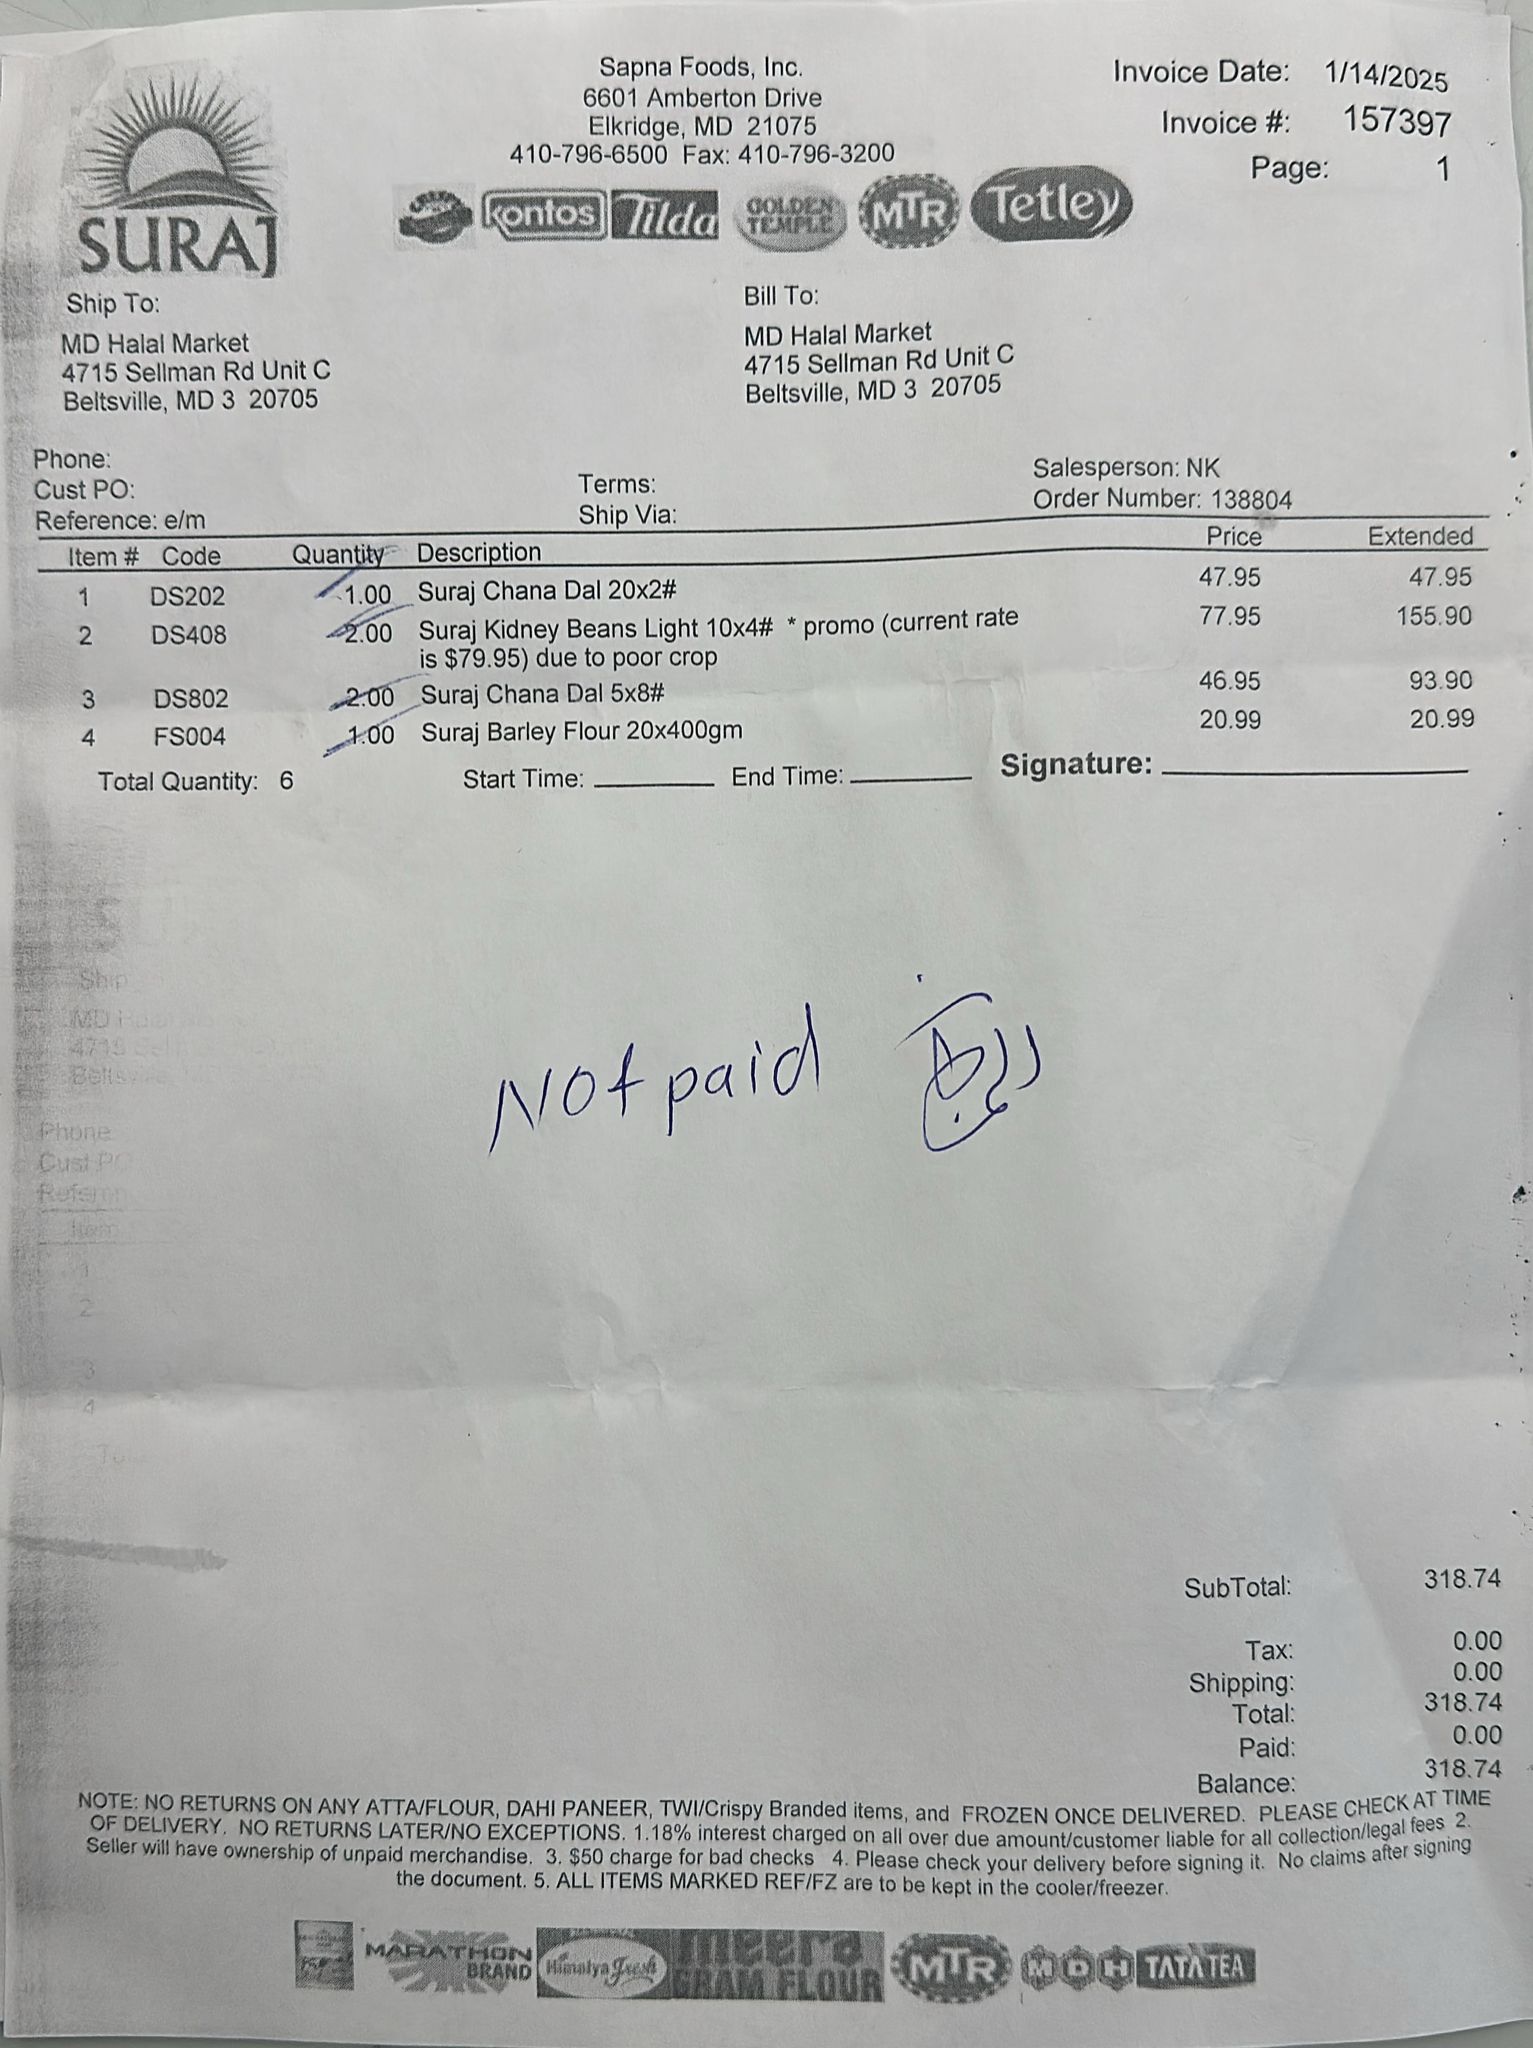 Sapna Foods, Inc.
6601 Amberton Drive
Elkridge, MD 21075
410-796-6500 Fax: 410-796-3200
Invoice Date: 1/14/2025
Invoice #: 157397
Page: 1
SURAJ
kontos Tilda GOLDEN TEMPLE MTR Tetley
Ship To:
MD Halal Market
4715 Sellman Rd Unit C
Beltsville, MD 3 20705
Bill To:
MD Halal Market
4715 Sellman Rd Unit C
Beltsville, MD 3 20705
Phone:
Cust PO:
Reference: e/m
Terms:
Ship Via:
Salesperson: NK
Order Number: 138804
Item # Code Quantity Description Price Extended
1 DS202 1.00 Suraj Chana Dal 20x2# 47.95 47.95
2 DS408 2.00 Suraj Kidney Beans Light 10x4# * promo (current rate 77.95 155.90
is $79.95) due to poor crop
3 DS802 2.00 Suraj Chana Dal 5x8# 46.95 93.90
4 FS004 1.00 Suraj Barley Flour 20x400gm 20.99 20.99
Total Quantity: 6 Start Time: End Time: Signature:
Ship
MD
Phone
Cust PO
Referen
Item
1
2
3
4
Not paid
SubTotal: 318.74
Tax: 0.00
Shipping: 0.00
Total: 318.74
Paid: 0.00
Balance: 318.74
NOTE: NO RETURNS ON ANY ATTA/FLOUR, DAHI PANEER, TWI/Crispy Branded items, and FROZEN ONCE DELIVERED. PLEASE CHECK AT TIME
OF DELIVERY. NO RETURNS LATER/NO EXCEPTIONS. 1.18% interest charged on all over due amount/customer liable for all collection/legal fees 2.
Seller will have ownership of unpaid merchandise. 3. $50 charge for bad checks 4. Please check your delivery before signing it. No claims after signing
the document. 5. ALL ITEMS MARKED REF/FZ are to be kept in the cooler/freezer.
MARATHON BRAND Himalya Fresh meera GRAM FLOUR MTR MDH TATA TEA